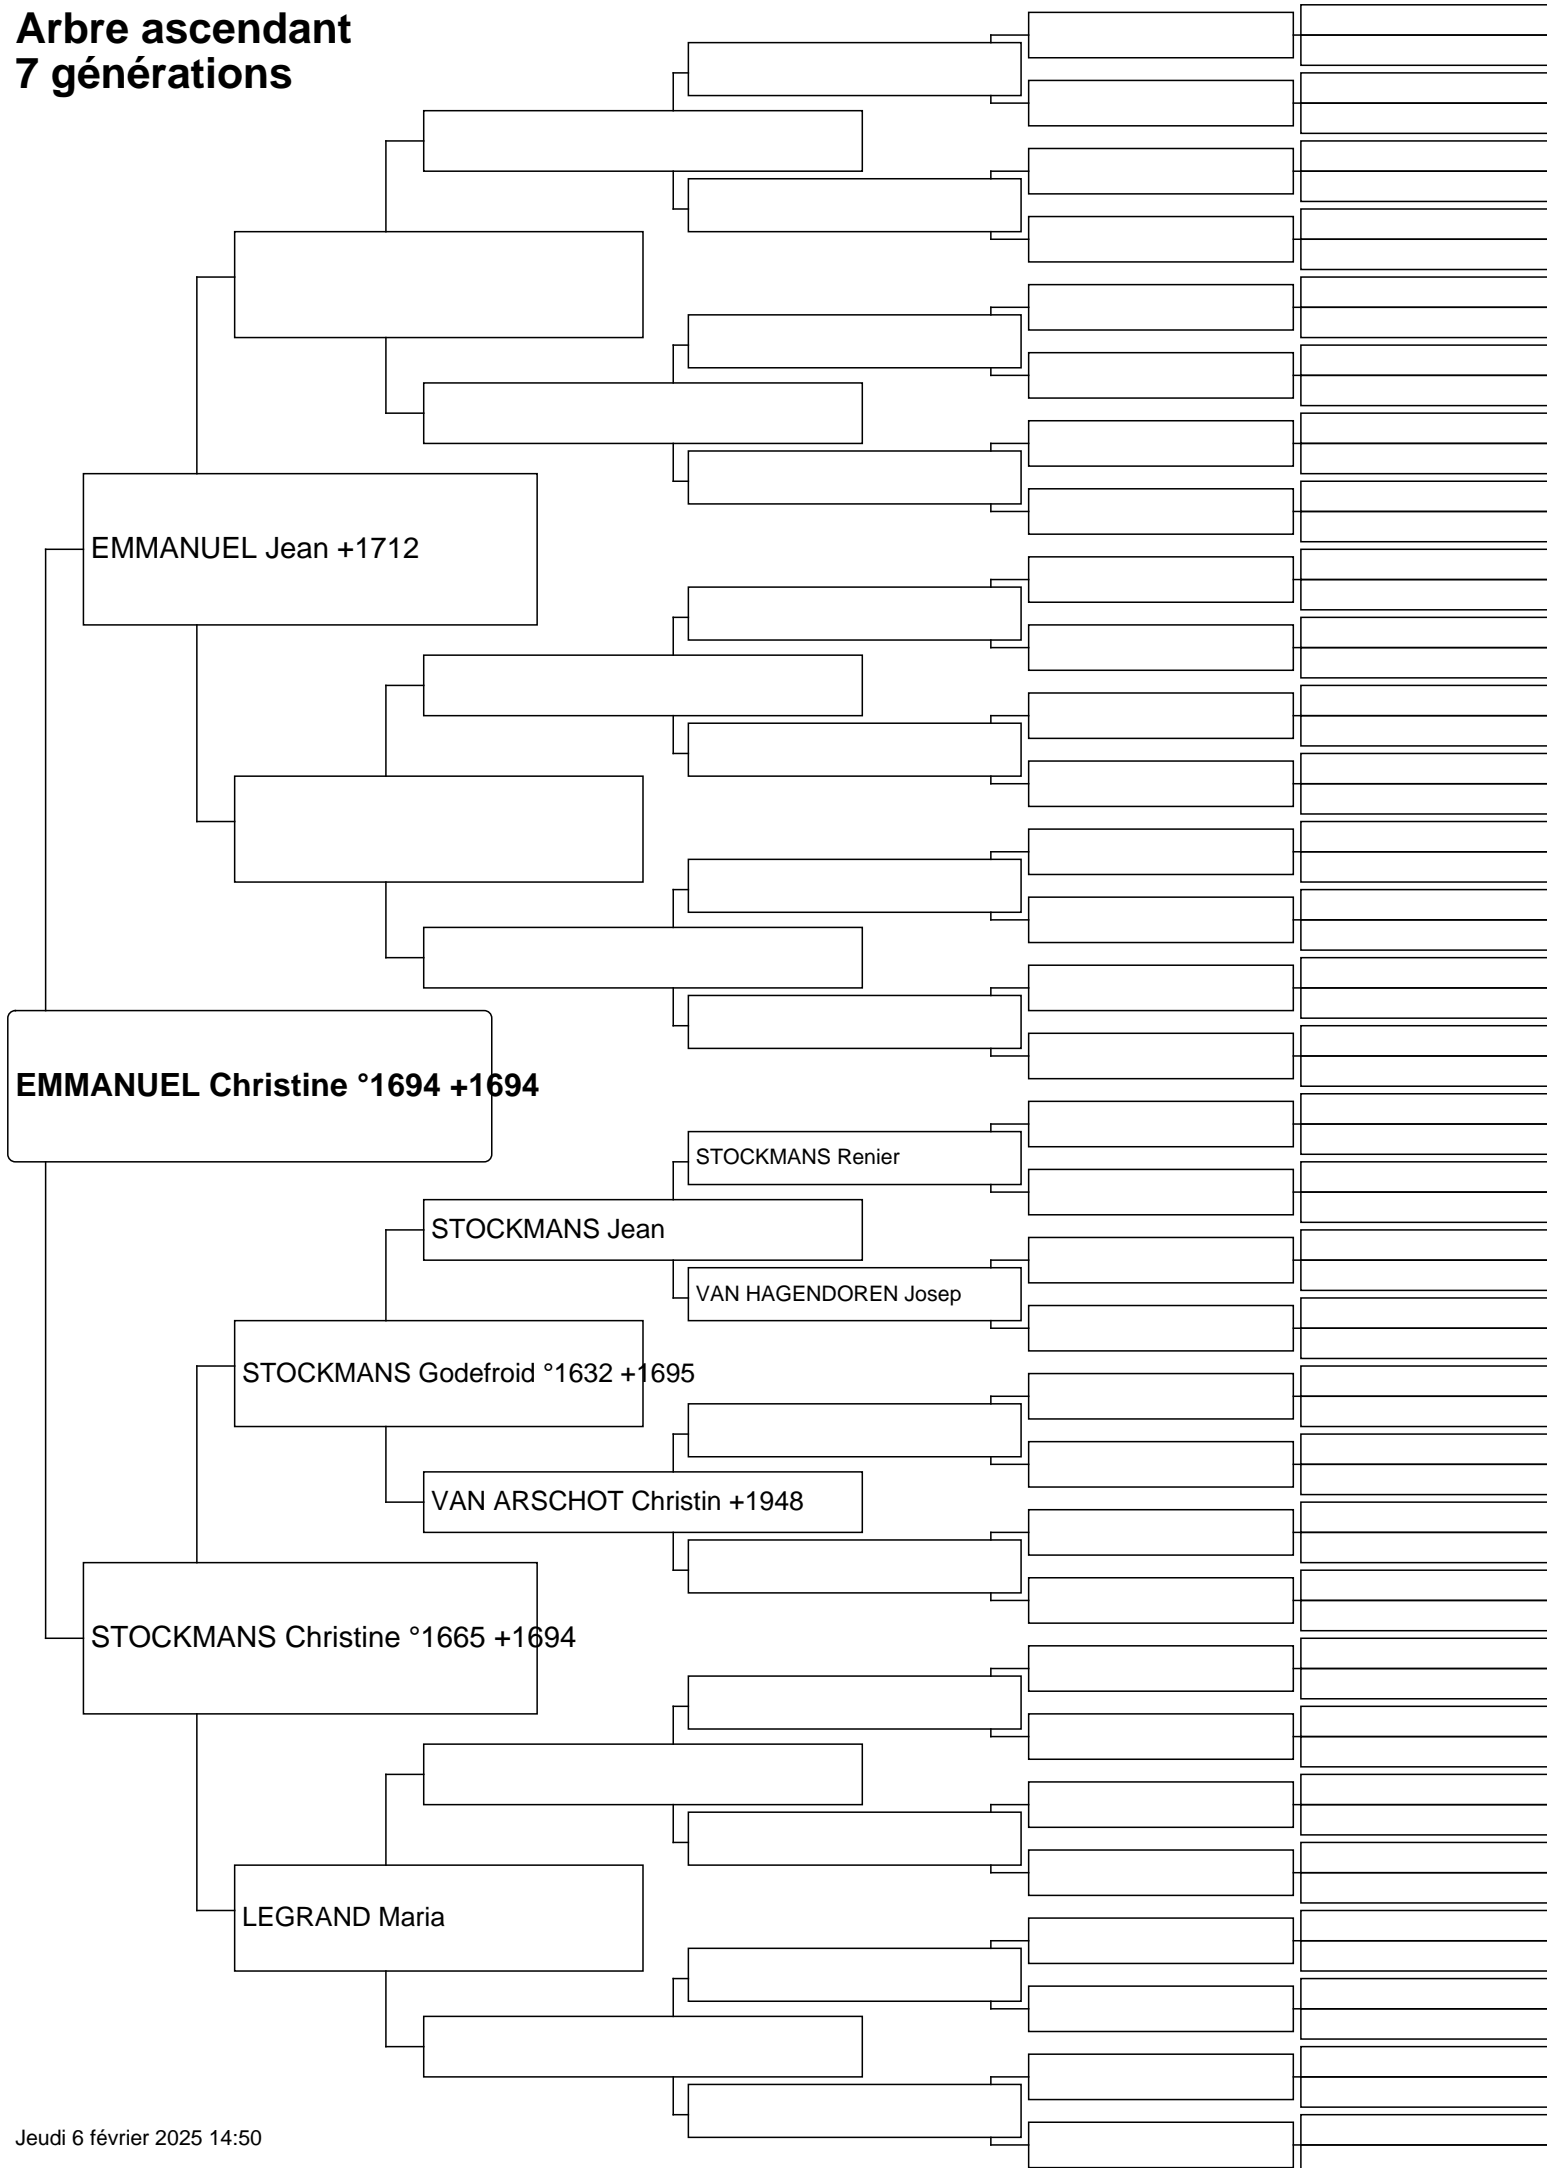 Arbre ascendant
7 générations
EMMANUEL Jean +1712
EMMANUEL Christine °1694 +1694
STOCKMANS Renier
STOCKMANS Jean
VAN HAGENDOREN Josep
STOCKMANS Godefroid °1632 +1695
VAN ARSCHOT Christin +1948
STOCKMANS Christine °1665 +1694
LEGRAND Maria
Jeudi 6 février 2025 14:50